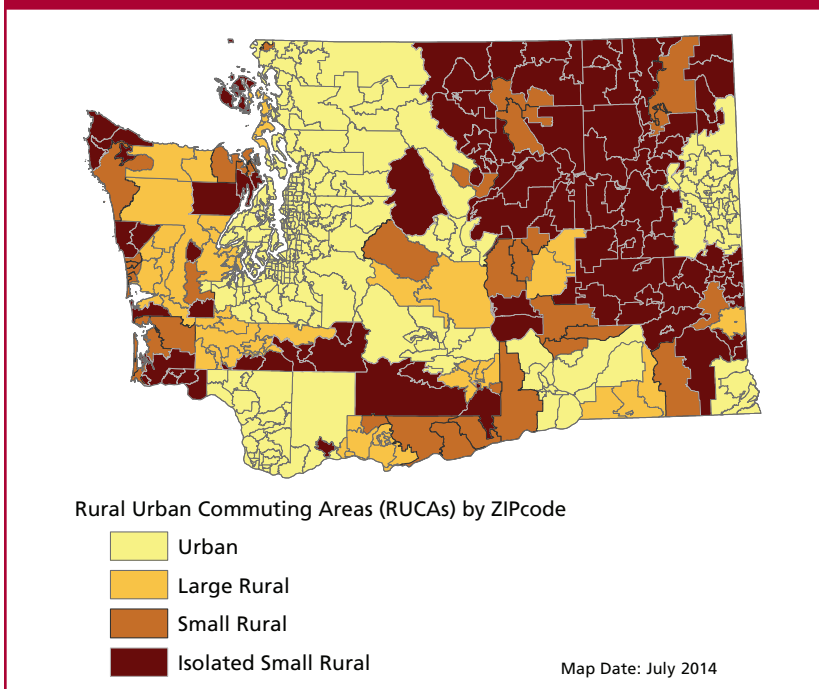 Rural Urban Commuting Areas (RUCAs) by ZIPcode
Urban
Large Rural
Small Rural
Isolated Small Rural
Map Date: July 2014